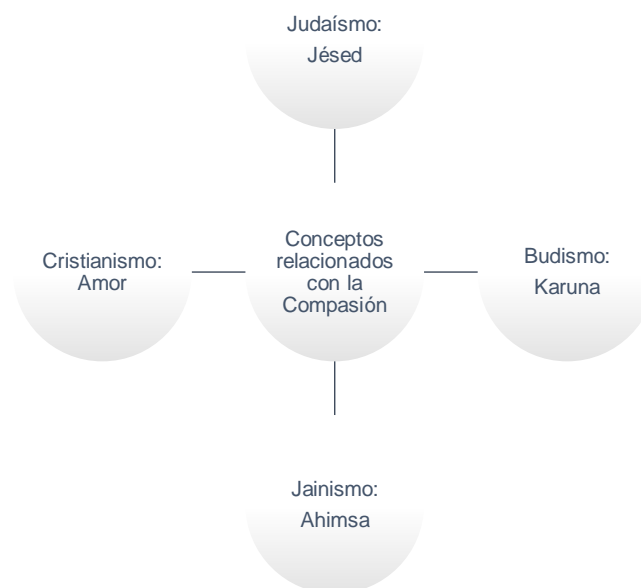 Judaísmo:
Jésed
Cristianismo:
Amor
Conceptos
relacionados
con la
Compasión
Budismo:
Karuna
Jainismo:
Ahimsa